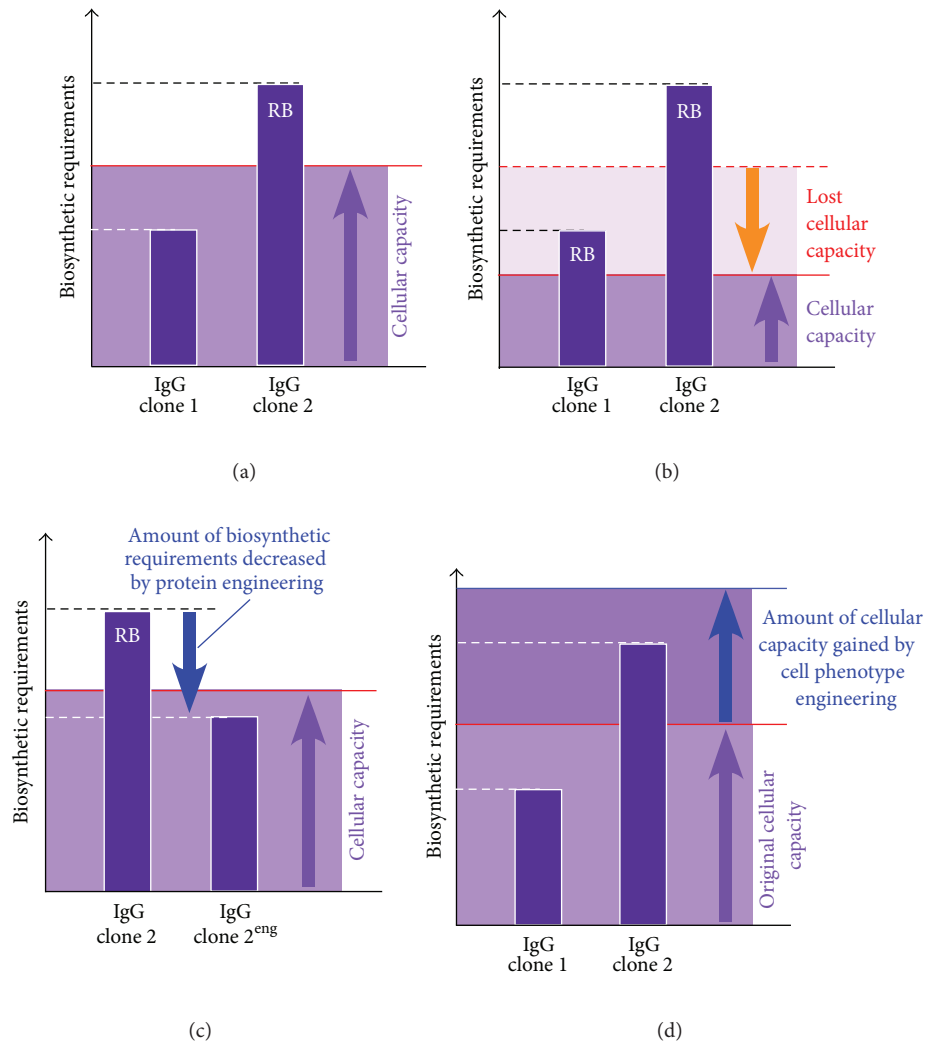 Biosynthetic requirements
RB
Cellular capacity
IgG
clone 1
IgG
clone 2
(a)
Biosynthetic requirements
RB
RB
Lost
cellular
capacity
Cellular
capacity
IgG
clone 1
IgG
clone 2
(b)
Amount of biosynthetic
requirements decreased
by protein engineering
Biosynthetic requirements
RB
Cellular capacity
IgG
clone 2
IgG
clone 2^eng
(c)
Biosynthetic requirements
Amount of cellular
capacity gained by
cell phenotype
engineering
Original cellular
capacity
IgG
clone 1
IgG
clone 2
(d)